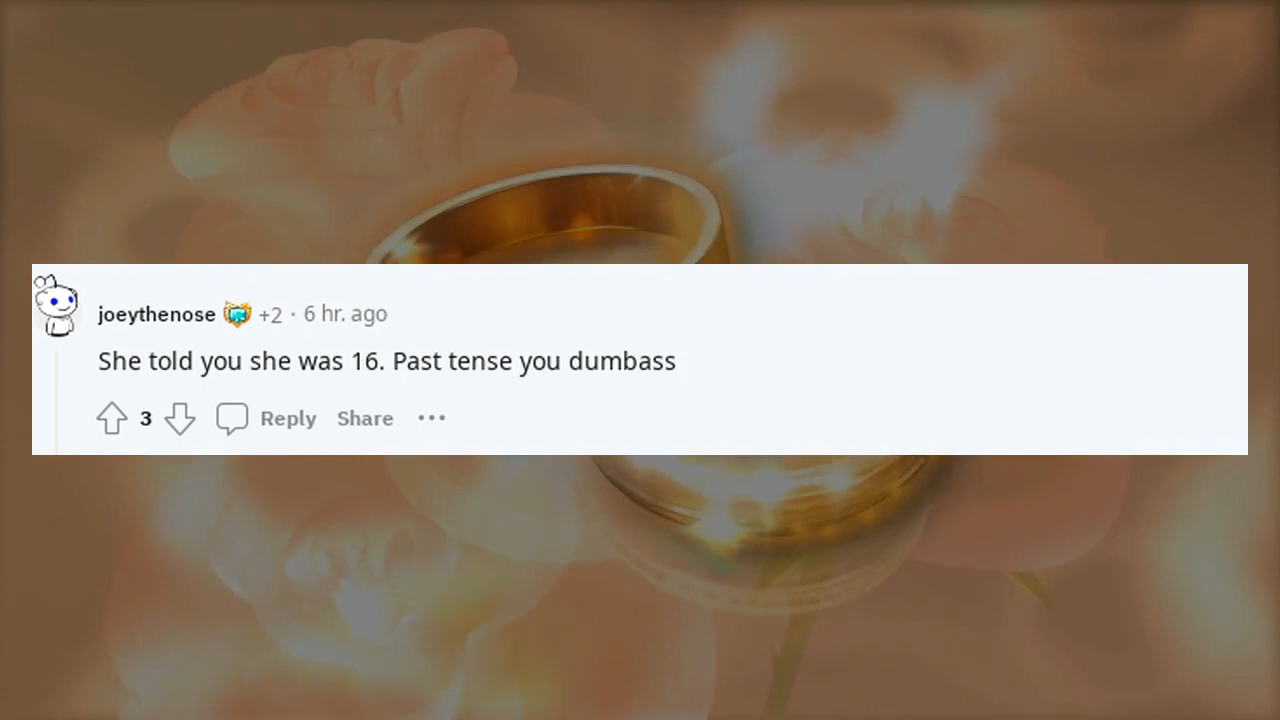 joeythenose +2 · 6 hr. ago
She told you she was 16. Past tense you dumbass
3 Reply Share ···